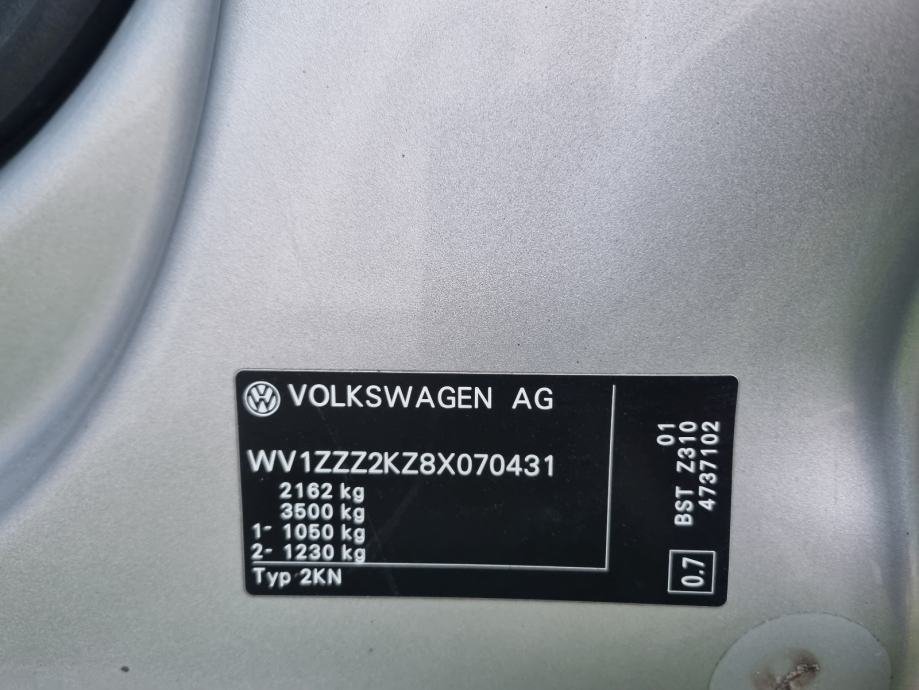 VOLKSWAGEN AG
WV1ZZZ2KZ8X070431
2162 kg
3500 kg
1- 1050 kg
2- 1230 kg
Typ 2KN
01
BST Z310
4737102
0.7